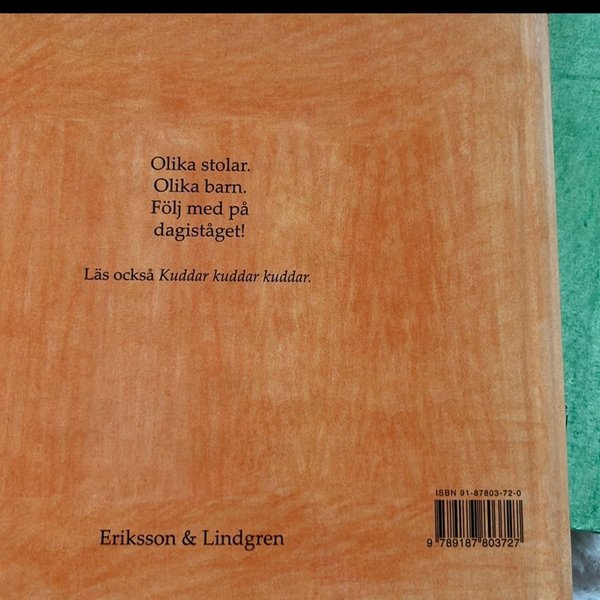 Olika stolar.
Olika barn.
Följ med på
dagiståget!
Läs också Kuddar kuddar kuddar.
ISBN 91-87803-72-0
9 789187 803727
Eriksson & Lindgren